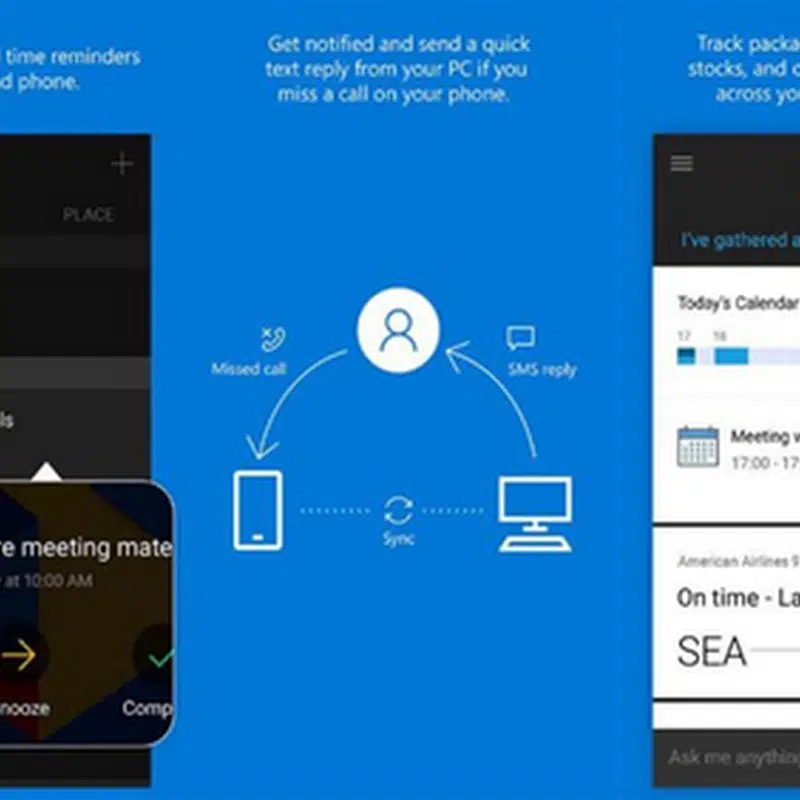 time reminders
d phone.
PLACE
ls
re meeting mate
at 10:00 AM
nooze
Comp
Get notified and send a quick
text reply from your PC if you
miss a call on your phone.
Missed call
SMS reply
Sync
Track packa
stocks, and
across you
I've gathered a
Today's Calendar
17 18
Meeting w
17:00 - 17
American Airlines 9
On time - La
SEA
Ask me anything